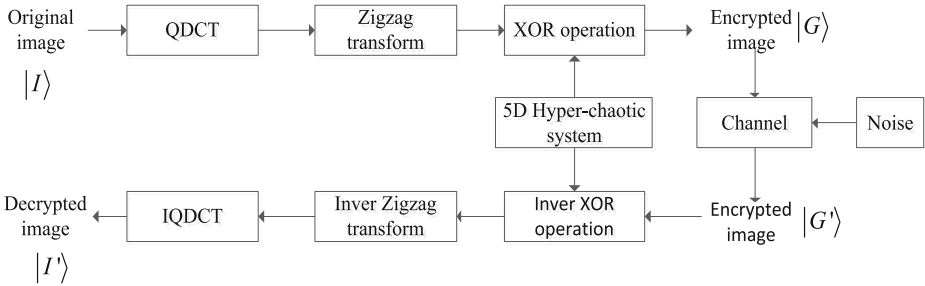 Original
image
|I⟩
QDCT
Zigzag
transform
XOR operation
Encrypted
image
|G⟩
5D Hyper-chaotic
system
Channel
Noise
Decrypted
image
|I'⟩
IQDCT
Inver Zigzag
transform
Inver XOR
operation
Encrypted
image
|G'⟩